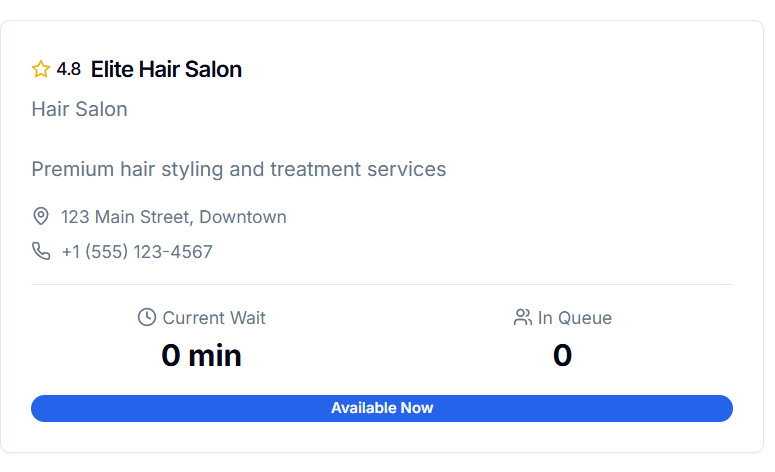 4.8 Elite Hair Salon
Hair Salon
Premium hair styling and treatment services
123 Main Street, Downtown
+1 (555) 123-4567
Current Wait
0 min
In Queue
0
Available Now